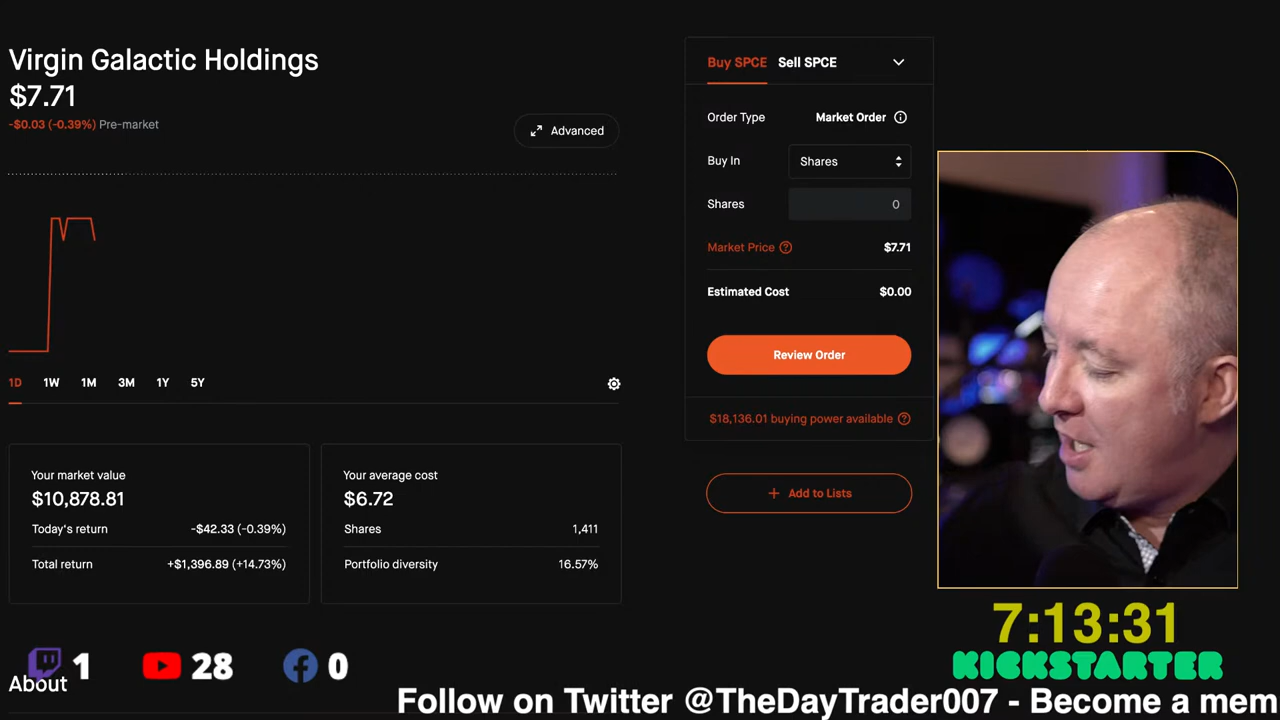 Virgin Galactic Holdings
$7.71
-$0.03 (-0.39%) Pre-market
Advanced
1D 1W 1M 3M 1Y 5Y
Your market value
$10,878.81
Today's return -$42.33 (-0.39%)
Total return +$1,396.89 (+14.73%)
Your average cost
$6.72
Shares 1,411
Portfolio diversity 16.57%
Buy SPCE Sell SPCE
Order Type Market Order
Buy In Shares
Shares 0
Market Price $7.71
Estimated Cost $0.00
Review Order
$18,136.01 buying power available
+ Add to Lists
7:13:31
KICKSTARTER
1 28 0
About
Follow on Twitter @TheDayTrader007 - Become a mem